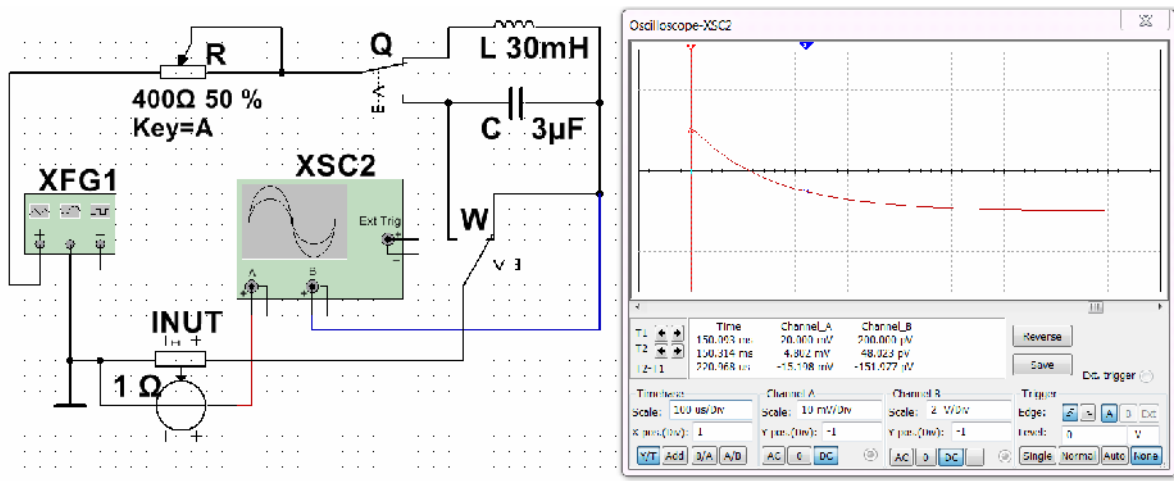 R
400Ω 50 %
Key=A
Q
L 30mH
C 3µF
XFG1
XSC2
Ext Trig
A B
W
INUT
1 Ω
Oscilloscope-XSC2
Time Channel_A Channel_B
T1 150.093 ms 20.000 mV 200.000 pV
T2 150.314 ms 4.802 mV 48.023 pV
T2-T1 220.968 us -15.198 mV -151.977 pV
Reverse
Save
Ext. trigger
Timebase
Scale: 100 us/Div
X pos.(Div): 1
Y/T Add B/A A/B
Channel A
Scale: 10 mV/Div
Y pos.(Div): -1
AC 0 DC
Channel B
Scale: 2 V/Div
Y pos.(Div): -1
AC 0 DC
Trigger
Edge: A B Ext
Level: 0 V
Single Normal Auto None